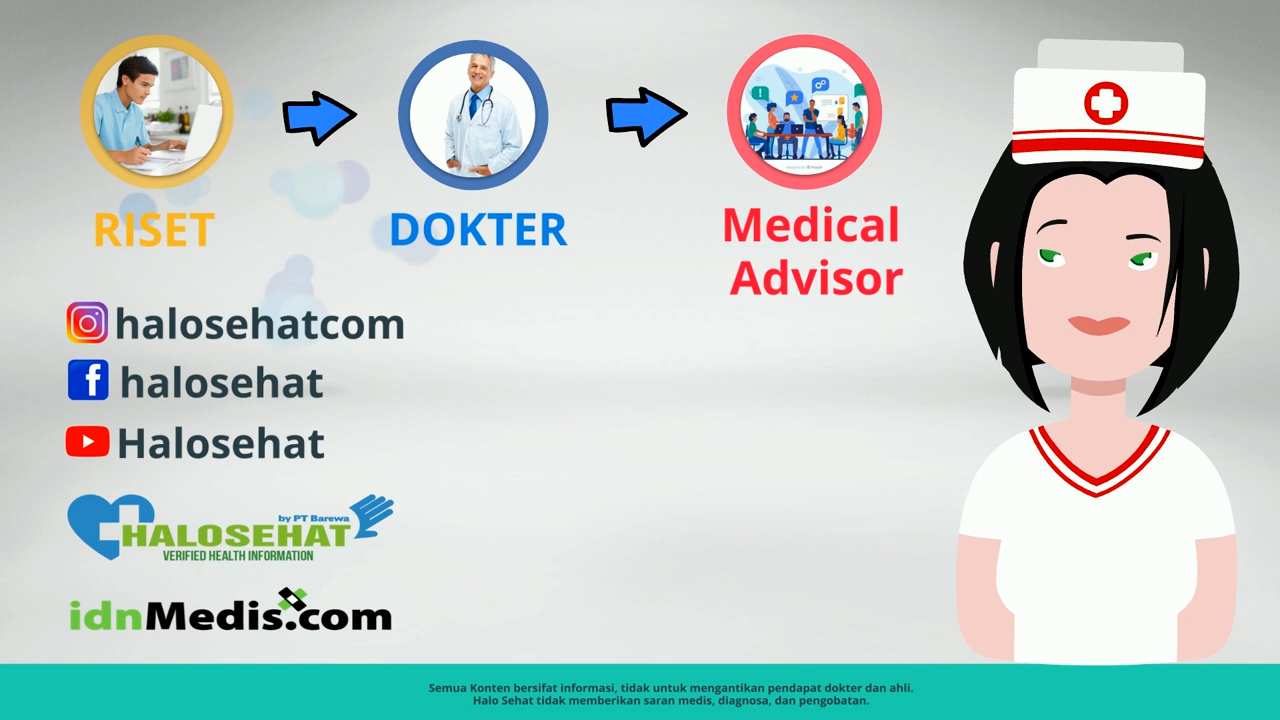 RISET
DOKTER
Medical
Advisor
halosehatcom
halosehat
Halosehat
by PT Barewa
HALOSEHAT
VERIFIED HEALTH INFORMATION
idnMedis.com
Semua Konten bersifat informasi, tidak untuk mengantikan pendapat dokter dan ahli.
Halo Sehat tidak memberikan saran medis, diagnosa, dan pengobatan.